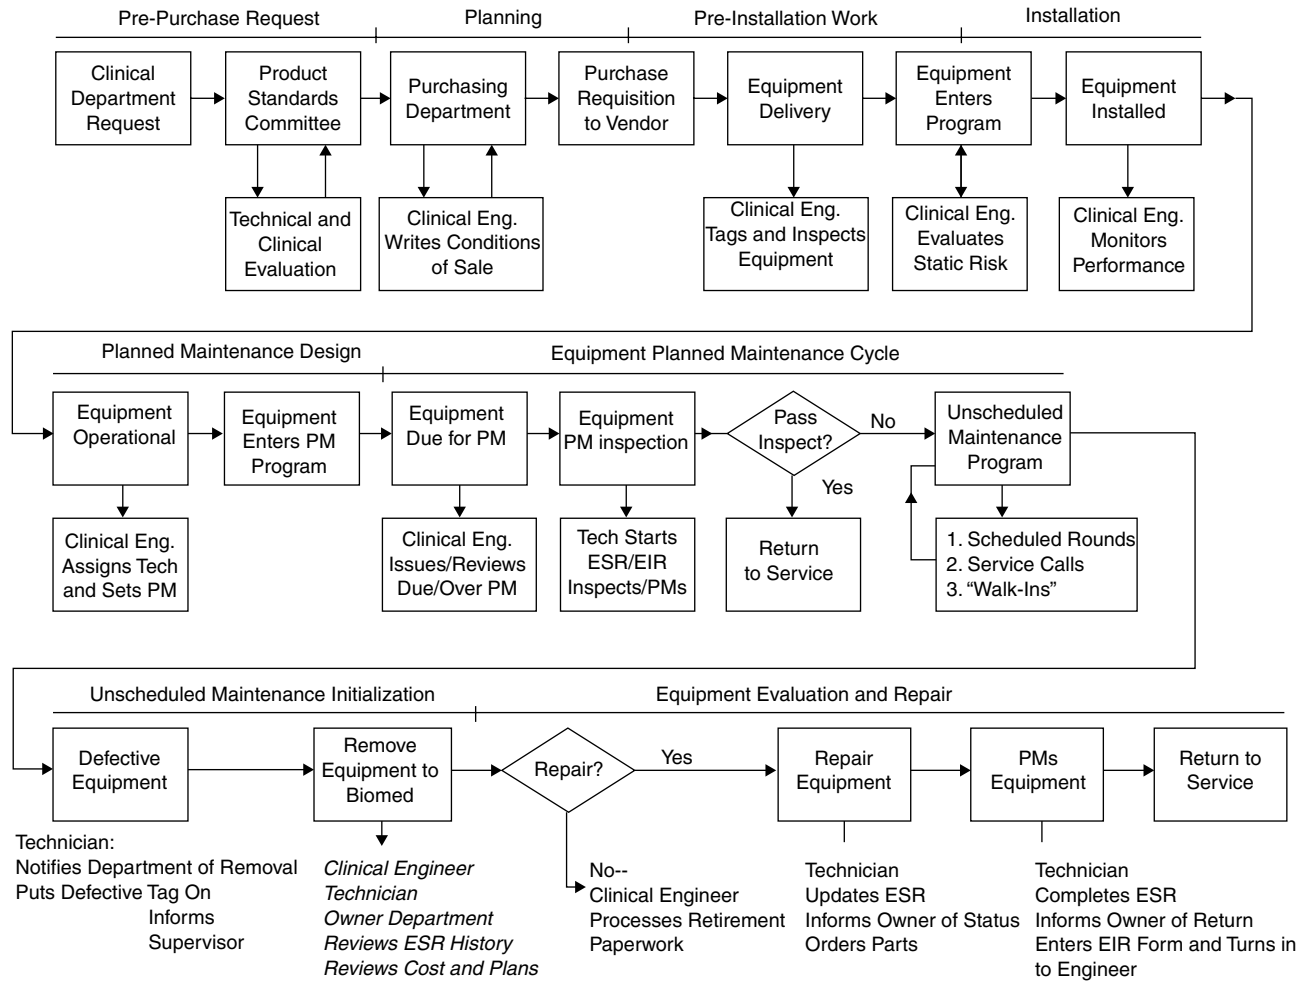 Pre-Purchase Request
Planning
Pre-Installation Work
Installation
Clinical
Department
Request
Product
Standards
Committee
Purchasing
Department
Purchase
Requisition
to Vendor
Equipment
Delivery
Equipment
Enters
Program
Equipment
Installed
Technical and
Clinical
Evaluation
Clinical Eng.
Writes Conditions
of Sale
Clinical Eng.
Tags and Inspects
Equipment
Clinical Eng.
Evaluates
Static Risk
Clinical Eng.
Monitors
Performance
Planned Maintenance Design
Equipment Planned Maintenance Cycle
Equipment
Operational
Equipment
Enters PM
Program
Equipment
Due for PM
Equipment
PM inspection
Pass
Inspect?
No
Yes
Unscheduled
Maintenance
Program
Clinical Eng.
Assigns Tech
and Sets PM
Clinical Eng.
Issues/Reviews
Due/Over PM
Tech Starts
ESR/EIR
Inspects/PMs
Return
to Service
1. Scheduled Rounds
2. Service Calls
3. “Walk-Ins”
Unscheduled Maintenance Initialization
Equipment Evaluation and Repair
Defective
Equipment
Remove
Equipment to
Biomed
Repair?
Yes
Repair
Equipment
PMs
Equipment
Return to
Service
Technician:
Notifies Department of Removal
Puts Defective Tag On
Informs
Supervisor
Clinical Engineer
Technician
Owner Department
Reviews ESR History
Reviews Cost and Plans
No--
Clinical Engineer
Processes Retirement
Paperwork
Technician
Updates ESR
Informs Owner of Status
Orders Parts
Technician
Completes ESR
Informs Owner of Return
Enters EIR Form and Turns in
to Engineer